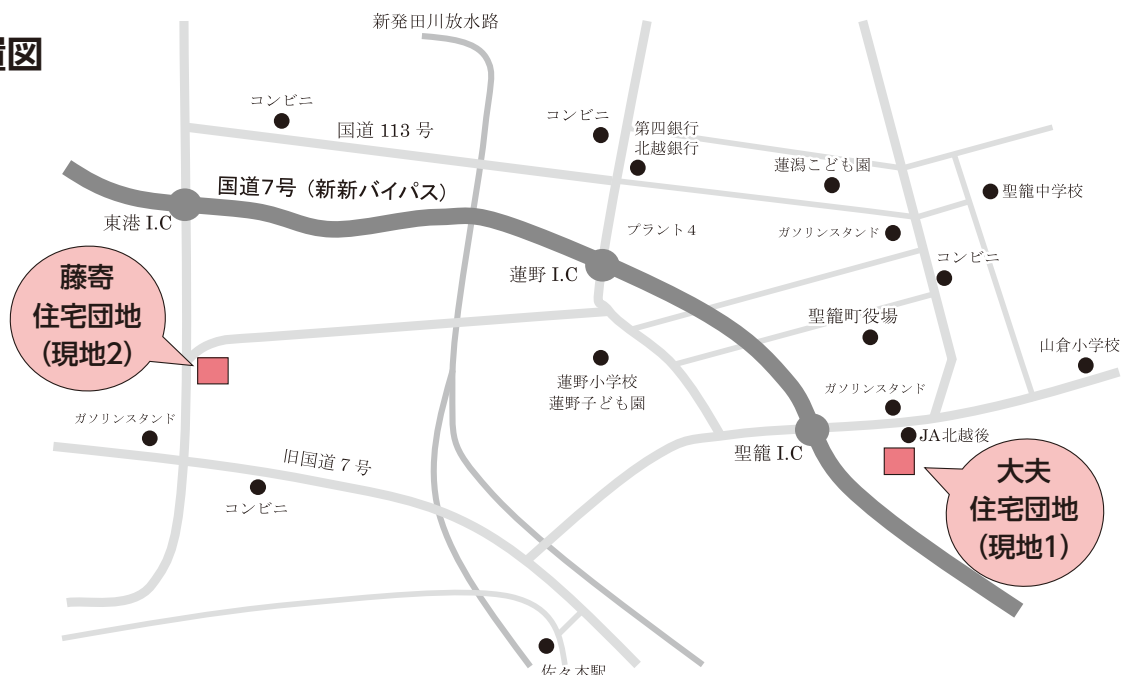 置図
新発田川放水路
コンビニ
国道 113 号
コンビニ
第四銀行
北越銀行
蓮潟こども園
聖籠中学校
国道7号（新新バイパス）
東港 I.C
プラント 4
ガソリンスタンド
コンビニ
蓮野 I.C
藤寄
住宅団地
（現地2）
聖籠町役場
山倉小学校
蓮野小学校
蓮野子ども園
ガソリンスタンド
ガソリンスタンド
JA北越後
聖籠 I.C
旧国道 7 号
コンビニ
大夫
住宅団地
（現地1）
佐々木駅